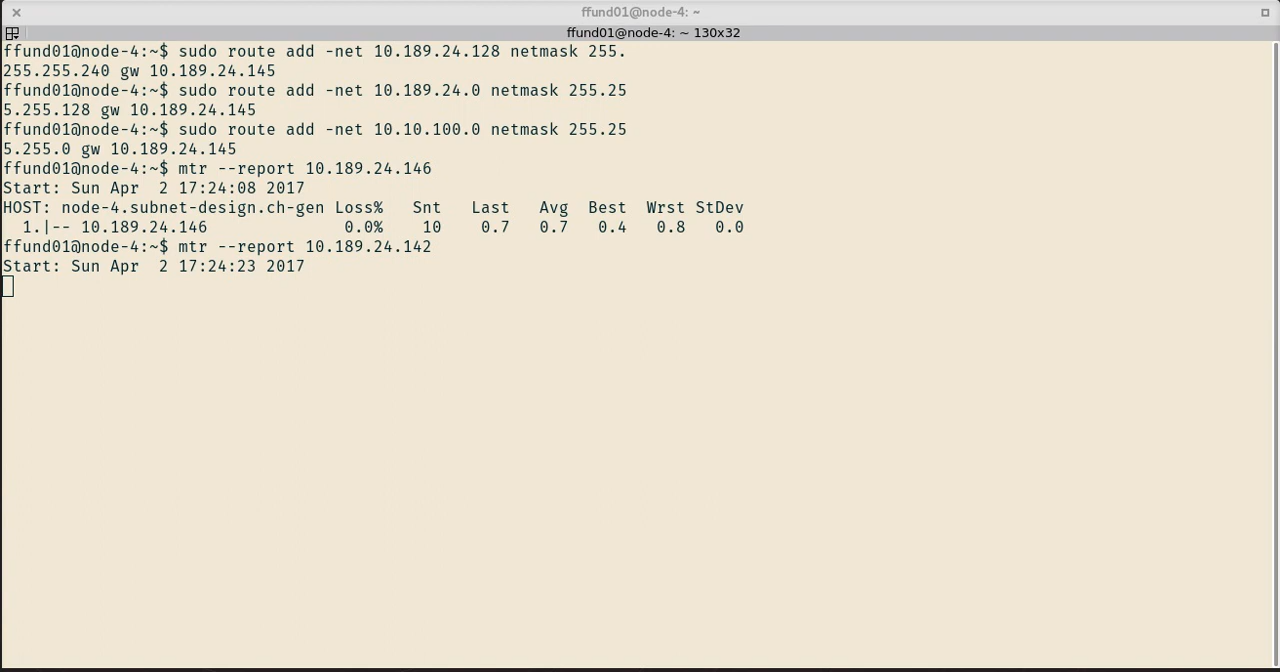 ffund01@node-4: ~
ffund01@node-4: ~ 130x32
ffund01@node-4:~$ sudo route add -net 10.189.24.128 netmask 255.
255.255.240 gw 10.189.24.145
ffund01@node-4:~$ sudo route add -net 10.189.24.0 netmask 255.25
5.255.128 gw 10.189.24.145
ffund01@node-4:~$ sudo route add -net 10.10.100.0 netmask 255.25
5.255.0 gw 10.189.24.145
ffund01@node-4:~$ mtr --report 10.189.24.146
Start: Sun Apr  2 17:24:08 2017
HOST: node-4.subnet-design.ch-gen Loss%   Snt   Last   Avg  Best  Wrst StDev
  1.|-- 10.189.24.146              0.0%    10    0.7   0.7   0.4   0.8   0.0
ffund01@node-4:~$ mtr --report 10.189.24.142
Start: Sun Apr  2 17:24:23 2017